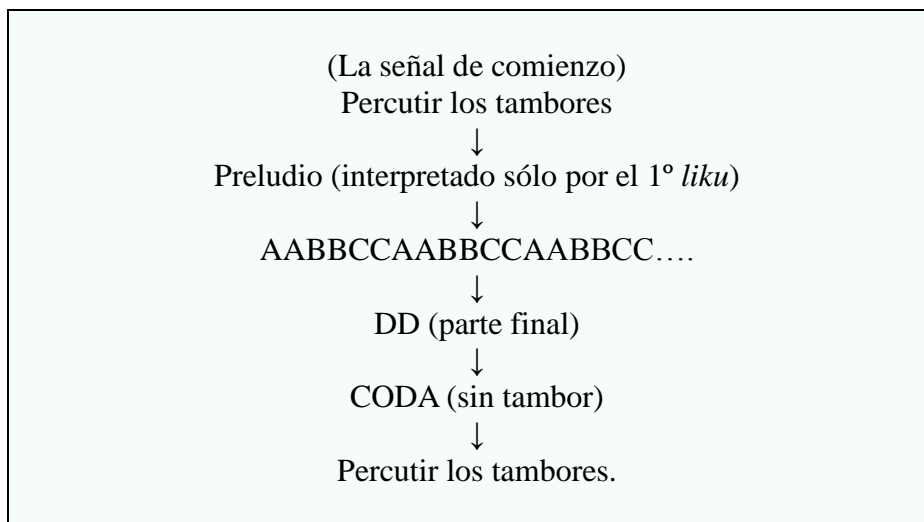 (La señal de comienzo)
Percutir los tambores
↓
Preludio (interpretado sólo por el 1º liku)
↓
AABBCCAABBCCAABBCC….
↓
DD (parte final)
↓
CODA (sin tambor)
↓
Percutir los tambores.